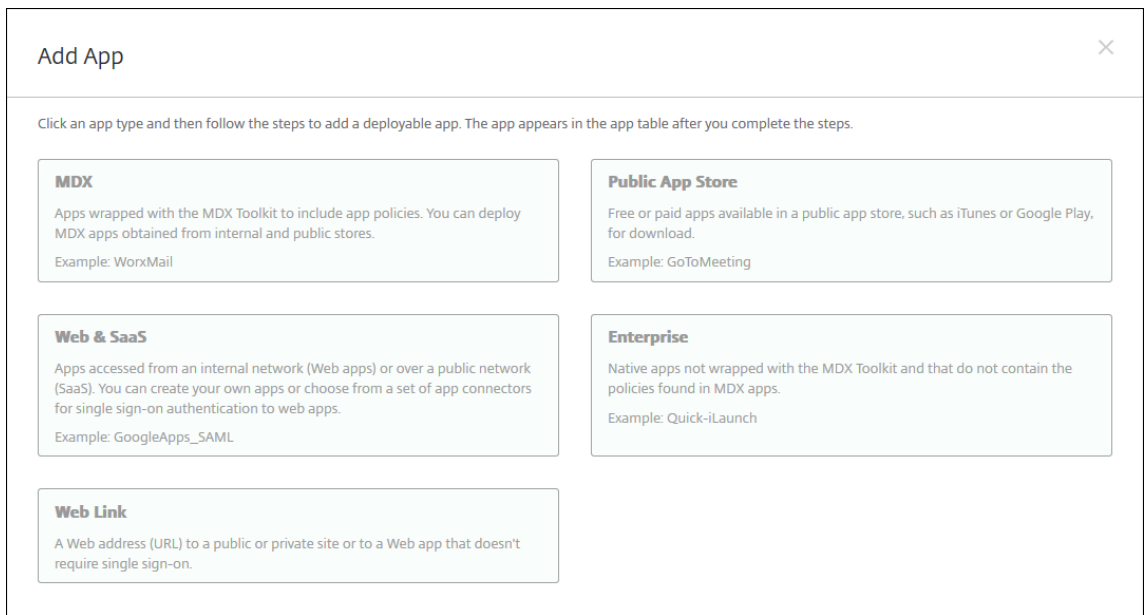 Add App
Click an app type and then follow the steps to add a deployable app. The app appears in the app table after you complete the steps.
MDX
Apps wrapped with the MDX Toolkit to include app policies. You can deploy
MDX apps obtained from internal and public stores.
Example: WorxMail
Public App Store
Free or paid apps available in a public app store, such as iTunes or Google Play,
for download.
Example: GoToMeeting
Web & SaaS
Apps accessed from an internal network (Web apps) or over a public network
(SaaS). You can create your own apps or choose from a set of app connectors
for single sign-on authentication to web apps.
Example: GoogleApps_SAML
Enterprise
Native apps not wrapped with the MDX Toolkit and that do not contain the
policies found in MDX apps.
Example: Quick-iLaunch
Web Link
A Web address (URL) to a public or private site or to a Web app that doesn't
require single sign-on.